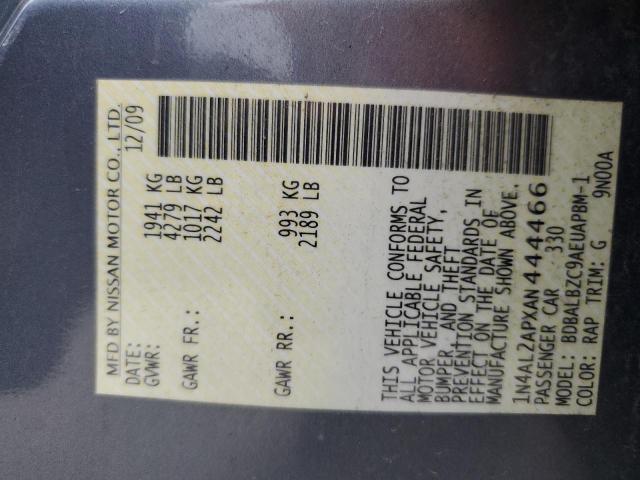 MFD BY NISSAN MOTOR CO., LTD.
DATE: 12/09
GVWR: 1941 KG
4279 LB
GAWR FR.: 1017 KG
2242 LB
GAWR RR.: 993 KG
2189 LB
THIS VEHICLE CONFORMS TO
ALL APPLICABLE FEDERAL
MOTOR VEHICLE SAFETY,
BUMPER, AND THEFT
PREVENTION STANDARDS IN
EFFECT ON THE DATE OF
MANUFACTURE SHOWN ABOVE.
1N4AL2APXAN444466
PASSENGER CAR 330
MODEL: BDBALBZC9AEUAPBM-1
COLOR: RAP TRIM: G 9N00A